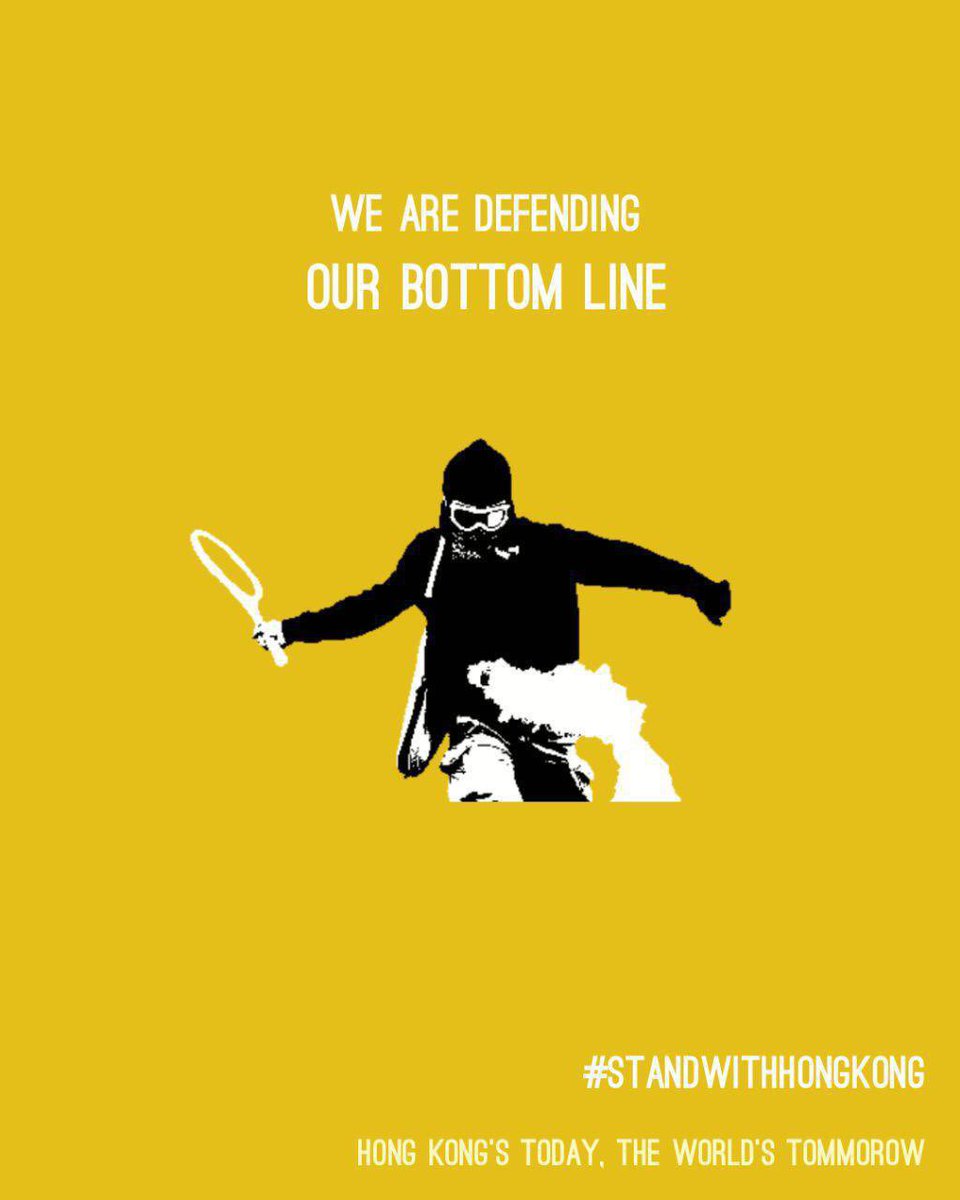 WE ARE DEFENDING
OUR BOTTOM LINE
#STANDWITHHONGKONG
HONG KONG'S TODAY, THE WORLD'S TOMMOROW